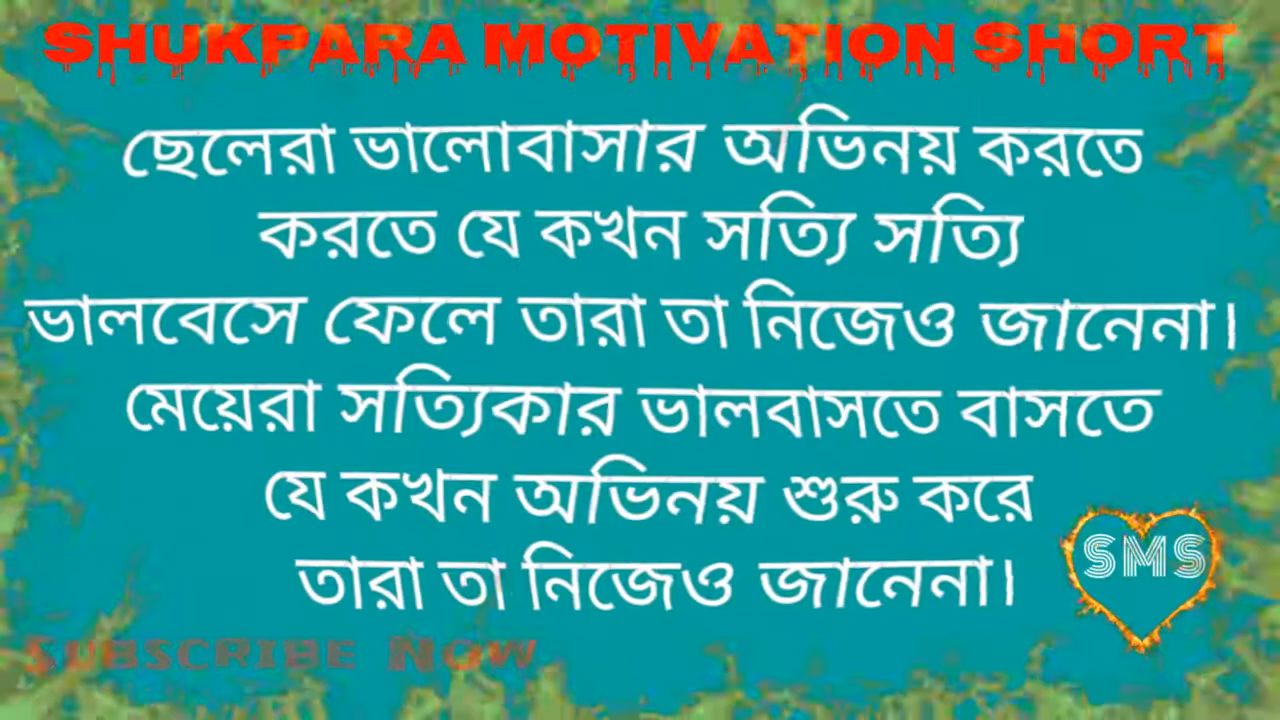 SHUKPARA MOTIVATION SHORT
ছেলেরা ভালোবাসার অভিনয় করতে
করতে যে কখন সত্যি সত্যি
ভালবেসে ফেলে তারা তা নিজেও জানেনা।
মেয়েরা সত্যিকার ভালবাসতে বাসতে
যে কখন অভিনয় শুরু করে
তারা তা নিজেও জানেনা।
SMS
SUBSCRIBE NOW